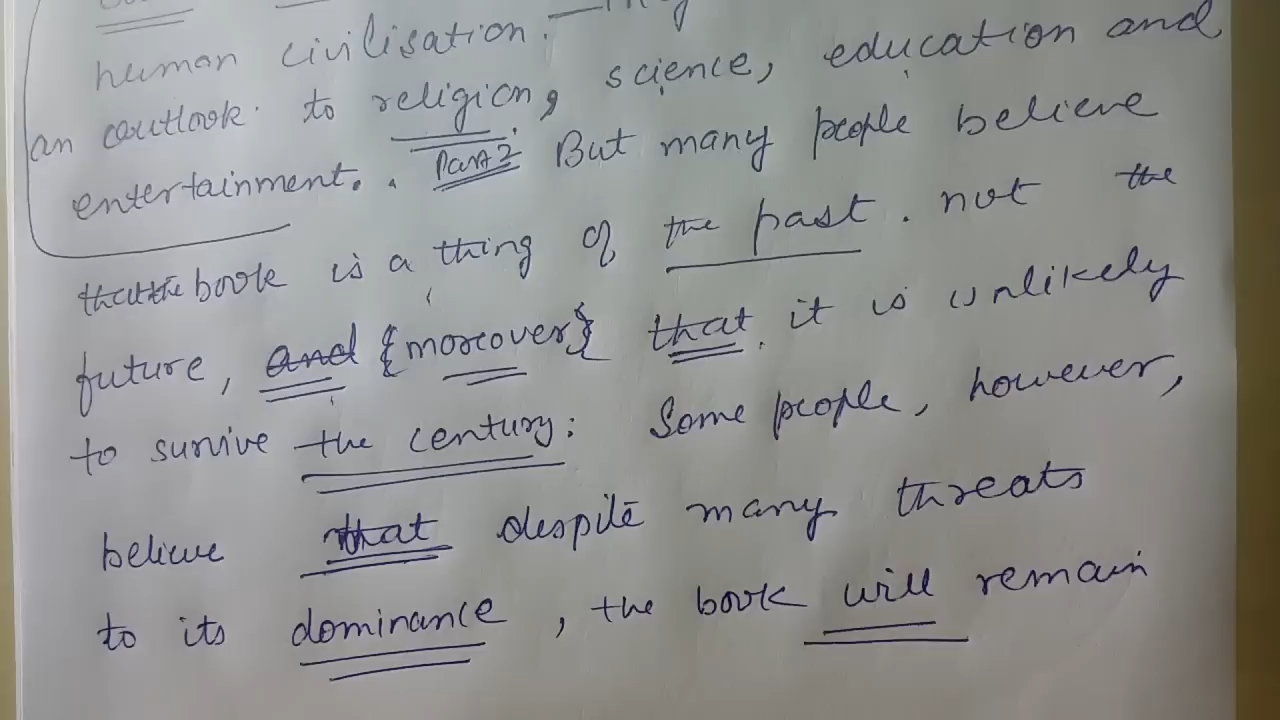 human civilisation.
an outlook to religion, science, education and
entertainment. Part 2 But many people believe
that the book is a thing of the past. not the
future, and {moreover} that it is unlikely
to survive the century: Some people, however,
believe that despite many threats
to its dominance, the book will remain